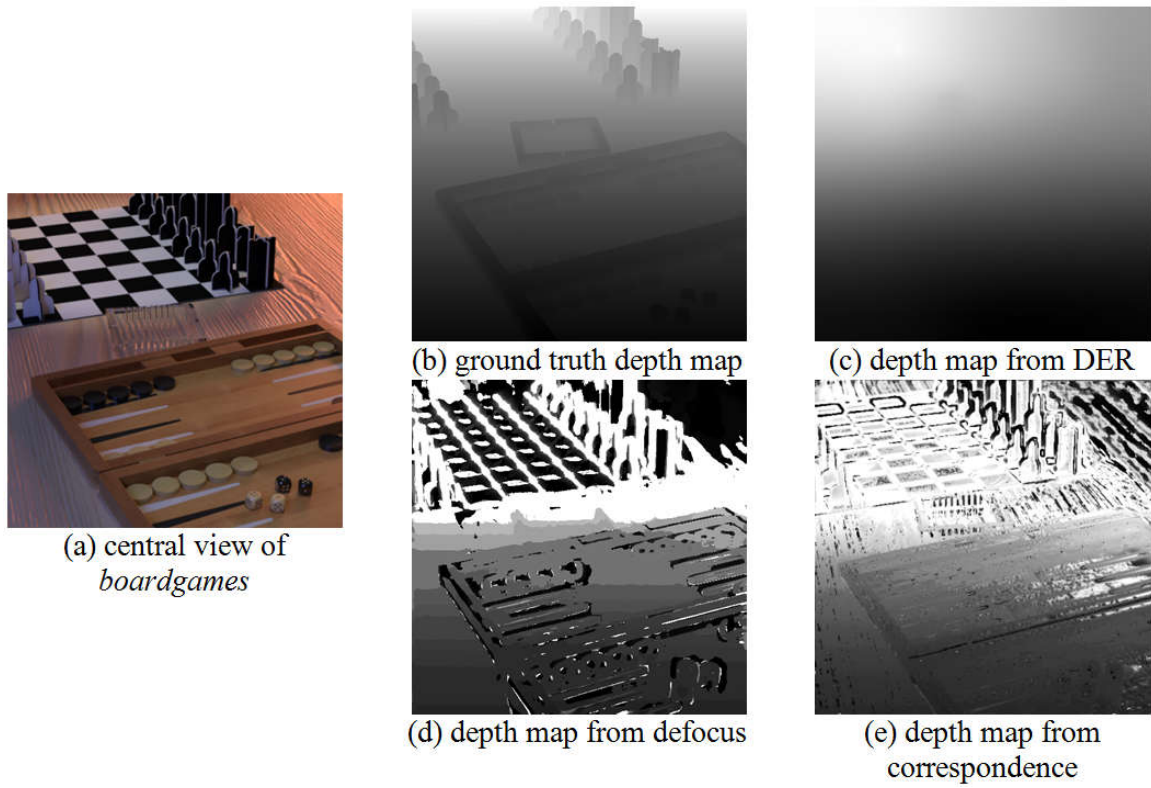 (b) ground truth depth map
(c) depth map from DER
(a) central view of
boardgames
(d) depth map from defocus
(e) depth map from
correspondence